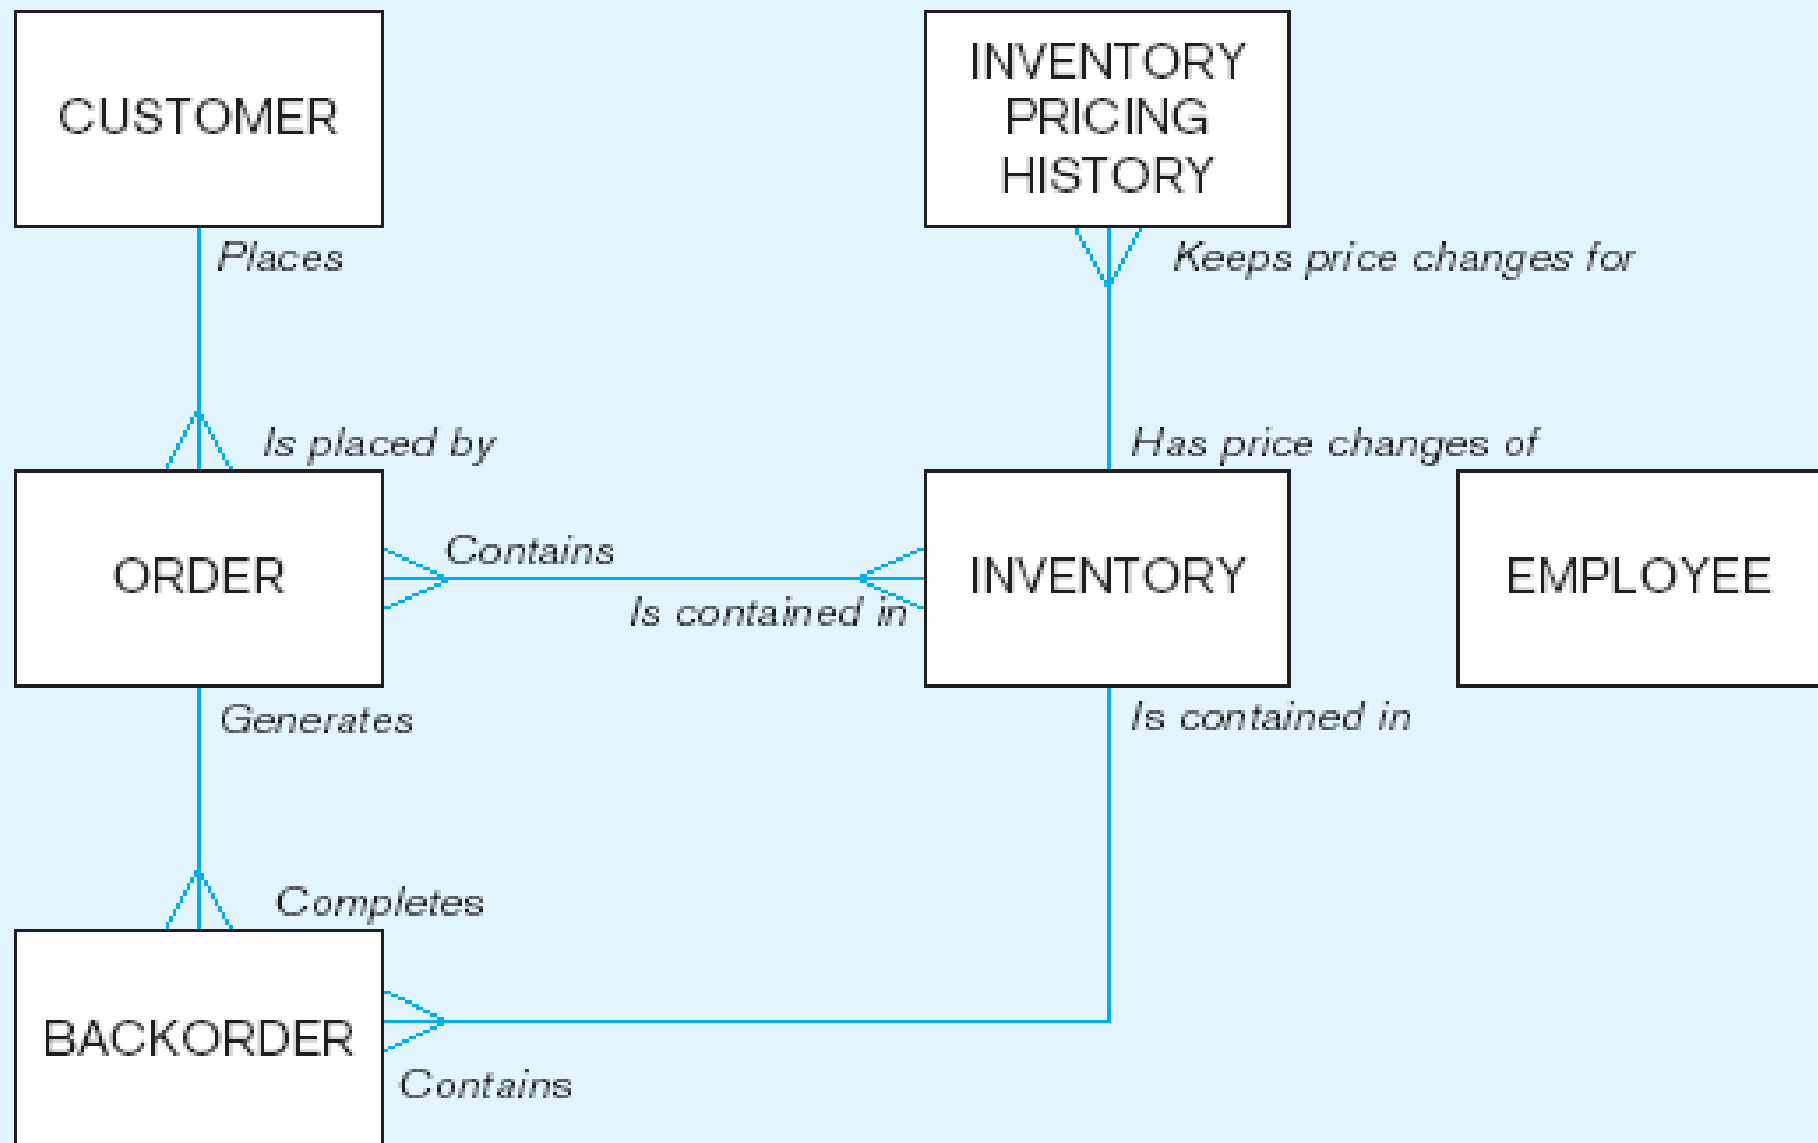 CUSTOMER
INVENTORY
PRICING
HISTORY
Places
Keeps price changes for
Is placed by
Has price changes of
ORDER
Contains
Is contained in
INVENTORY
EMPLOYEE
Generates
Is contained in
Completes
BACKORDER
Contains